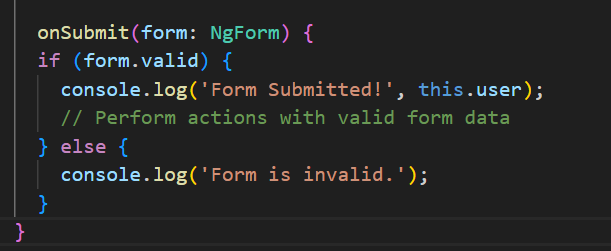 onSubmit(form: NgForm) {
if (form.valid) {
console.log('Form Submitted!', this.user);
// Perform actions with valid form data
} else {
console.log('Form is invalid.');
}
}